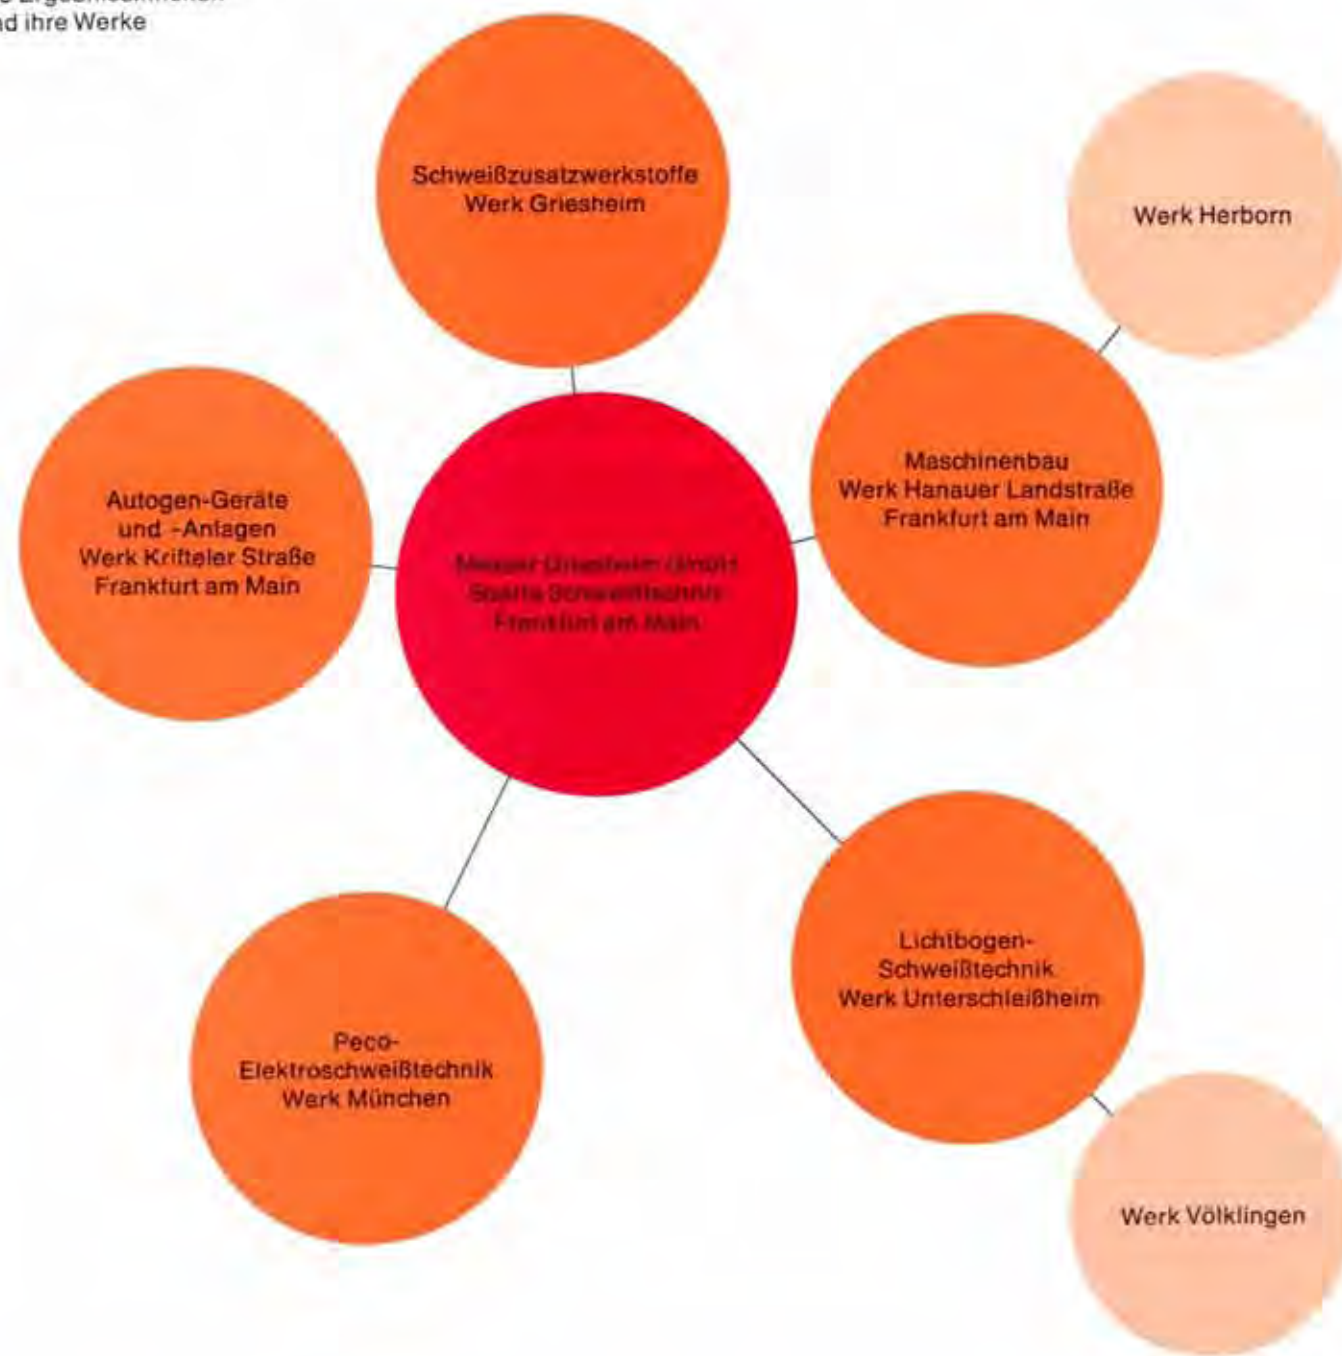 ihre Werke
Schweißzusatzwerkstoffe
Werk Griesheim
Werk Herborn
Maschinenbau
Werk Hanauer Landstraße
Frankfurt am Main
Autogen-Geräte
und -Anlagen
Werk Krifteler Straße
Frankfurt am Main
Messer Griesheim GmbH
Sparte Schweißtechnik
Frankfurt am Main
Lichtbogen-
Schweißtechnik
Werk Unterschleißheim
Peco-
Elektroschweißtechnik
Werk München
Werk Völklingen